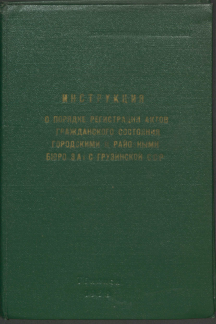 ИНСТРУКЦИЯ
О ПОРЯДКЕ РЕГИСТРАЦИИ АКТОВ
ГРАЖДАНСКОГО СОСТОЯНИЯ
ГОРОДСКИМИ И РАЙОННЫМИ
БЮРО ЗАГС ГРУЗИНСКОЙ ССР